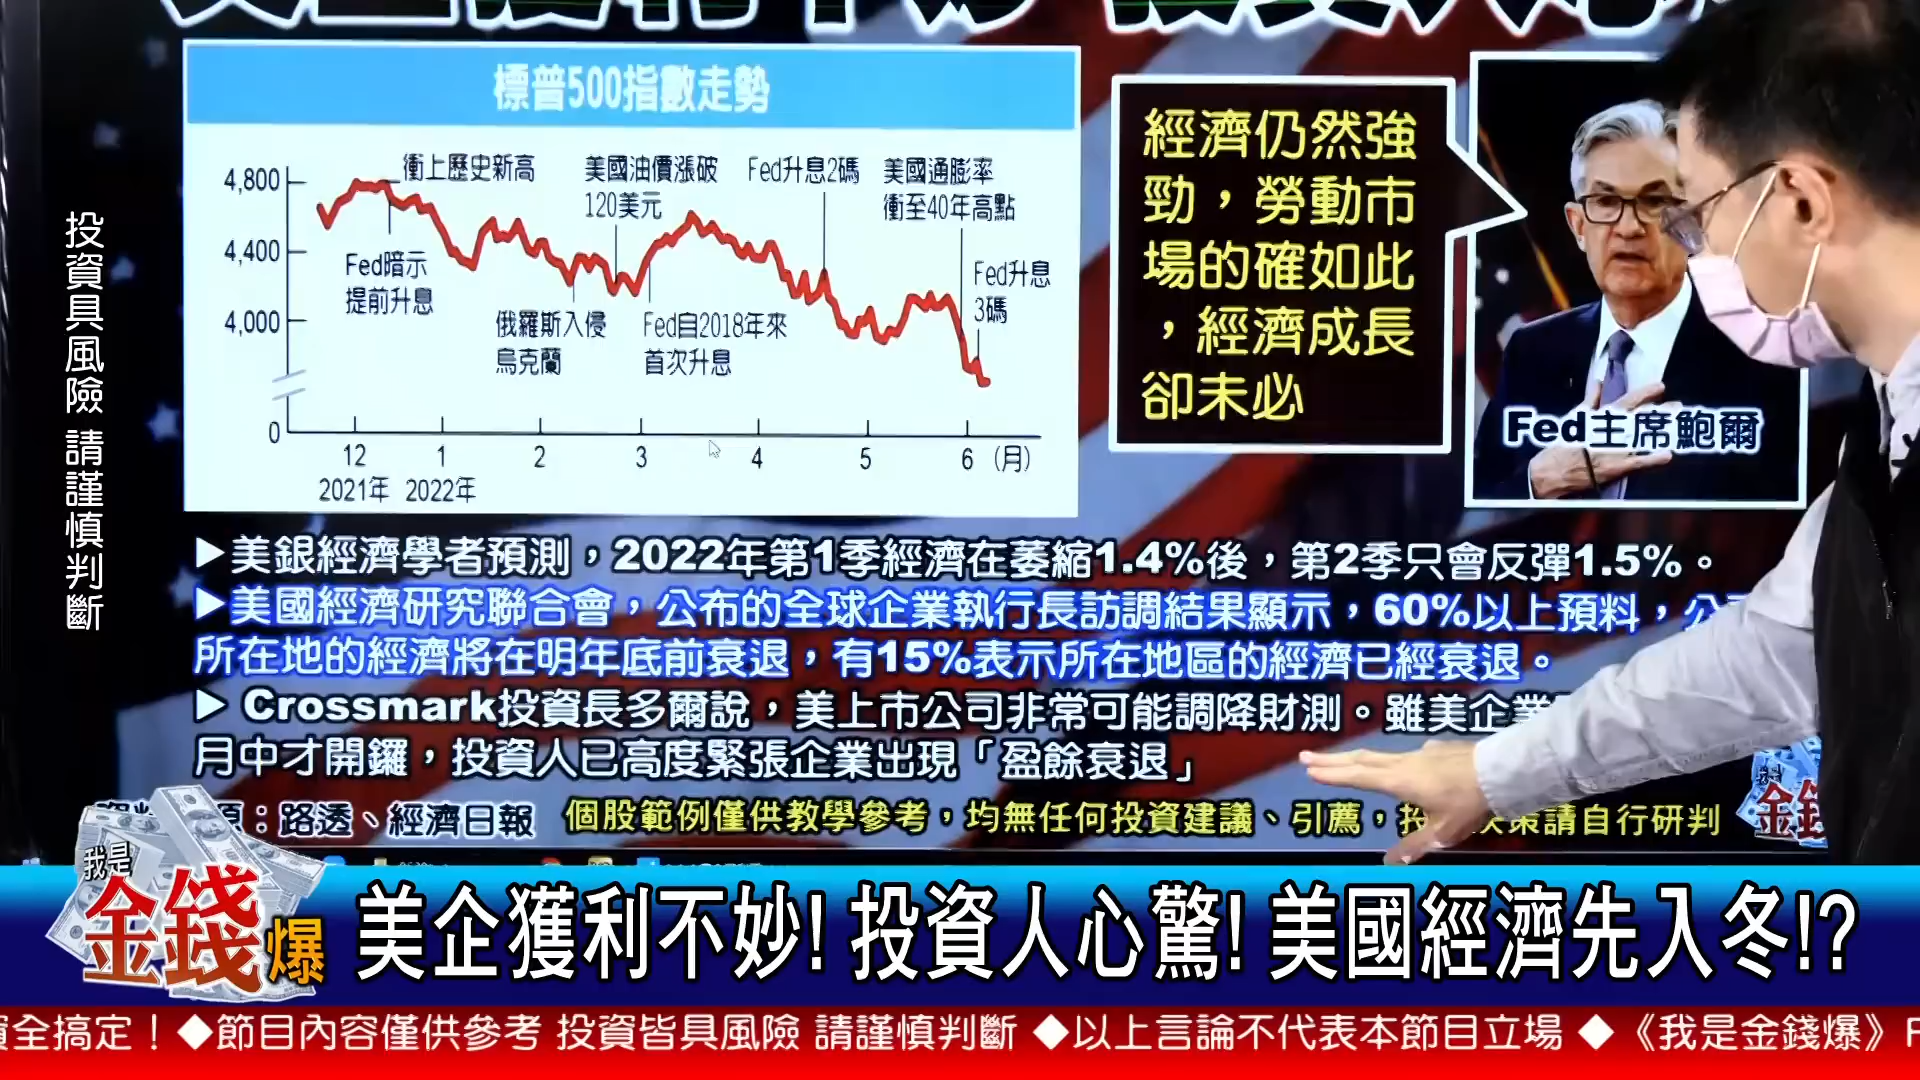 標普500指數走勢
4,800
4,400
4,000
0
衝上歷史新高
Fed暗示
提前升息
俄羅斯入侵
烏克蘭
美國油價漲破
120美元
Fed自2018年來
首次升息
Fed升息2碼
美國通膨率
衝至40年高點
Fed升息
3碼
12 1 2 3 4 5 6 (月)
2021年 2022年
經濟仍然強
勁，勞動市
場的確如此
，經濟成長
卻未必
Fed主席鮑爾
投資具風險 請謹慎判斷
▶美銀經濟學者預測，2022年第1季經濟在萎縮1.4%後，第2季只會反彈1.5%。
▶美國經濟研究聯合會，公布的全球企業執行長訪調結果顯示，60%以上預料，
所在地的經濟將在明年底前衰退，有15%表示所在地區的經濟已經衰退。
▶ Crossmark投資長多爾說，美上市公司非常可能調降財測。雖美企業
月中才開鑼，投資人已高度緊張企業出現「盈餘衰退」
：路透、經濟日報
個股範例僅供教學參考，均無任何投資建議、引薦，投 請自行研判
我是
金錢
爆
美企獲利不妙! 投資人心驚! 美國經濟先入冬!?
全搞定！◆節目內容僅供參考 投資皆具風險 請謹慎判斷 ◆以上言論不代表本節目立場 ◆《我是金錢爆》F